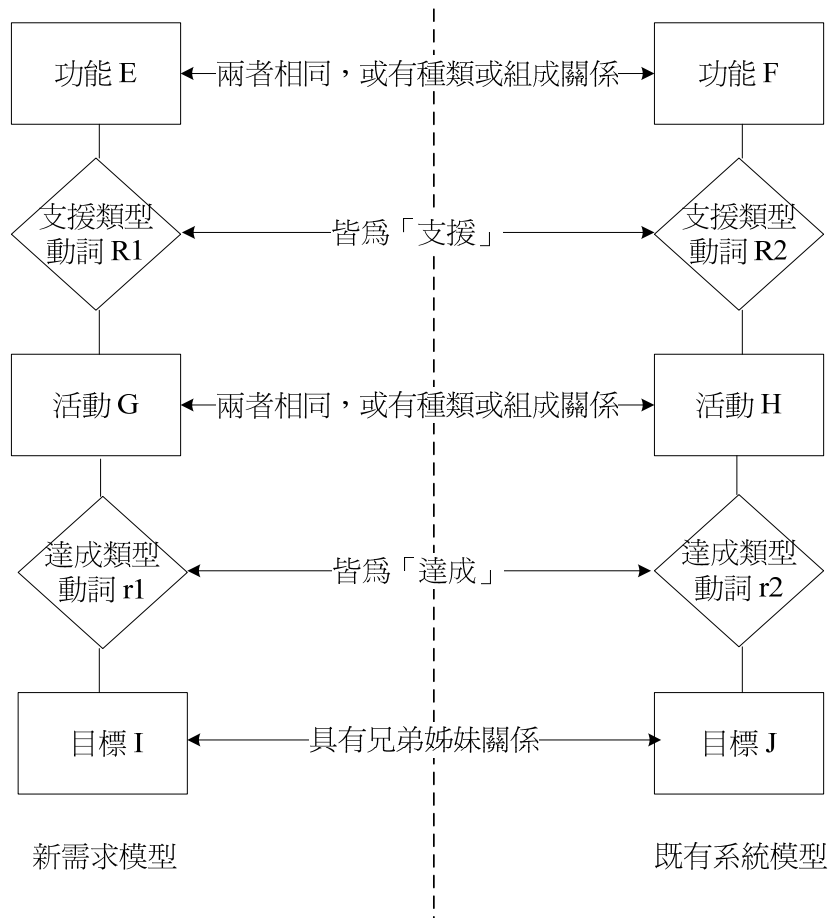 功能 E
兩者相同，或有種類或組成關係
功能 F
支援類型
動詞 R1
皆為「支援」
支援類型
動詞 R2
活動 G
兩者相同，或有種類或組成關係
活動 H
達成類型
動詞 r1
皆為「達成」
達成類型
動詞 r2
目標 I
具有兄弟姊妹關係
目標 J
新需求模型
既有系統模型